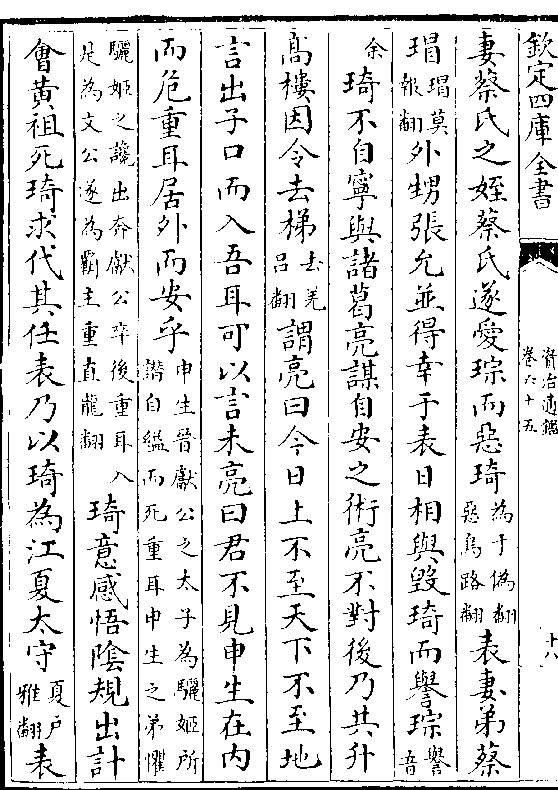 欽定四庫全書
資治通鑑
卷六十五
十六
妻蔡氏之姪蔡氏遂愛琮而惡琦為于偽翻惡烏路翻表妻弟蔡
瑁瑁莫報翻外甥張允並得幸于表日相與毀琦而譽琮譽音
余琦不自寧與諸葛亮謀自安之術亮不對後乃共升
髙樓因令去梯去羗吕翻謂亮曰今日上不至天下不至地
言出子口而入吾耳可以言未亮曰君不見申生在内
而危重耳居外而安乎申生晉獻公之太子為驪姬所譖自縊而死重耳申生之弟懼
驪姬之讒出奔獻公卒後重耳入是為文公遂為霸主重直龍翻琦意感悟隂規出計
㑹黄祖死琦求代其任表乃以琦為江夏太守夏户雅翻表